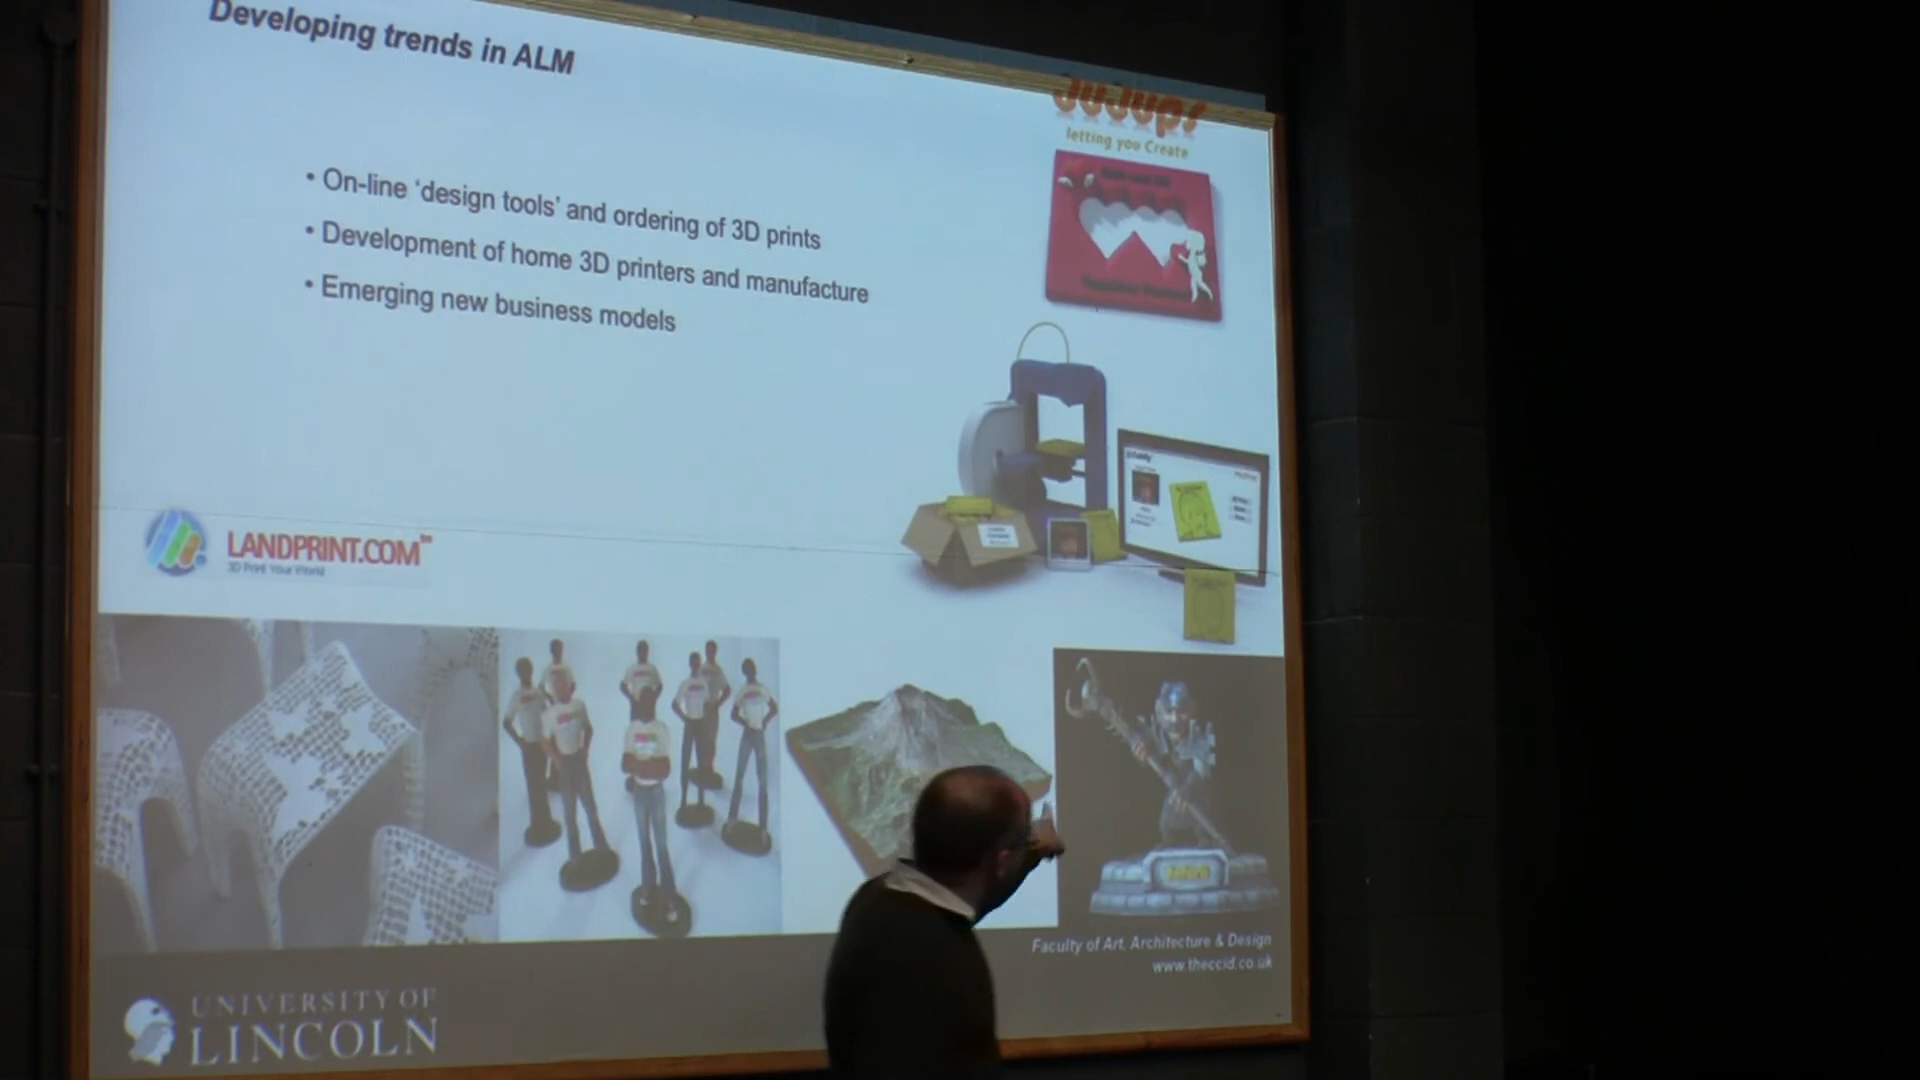 Developing trends in ALM
JuJups
letting you Create
• On-line ‘design tools’ and ordering of 3D prints
• Development of home 3D printers and manufacture
• Emerging new business models
LANDPRINT.COM™
3D Print Your World
Faculty of Art, Architecture & Design
www.theccid.co.uk
UNIVERSITY OF
LINCOLN